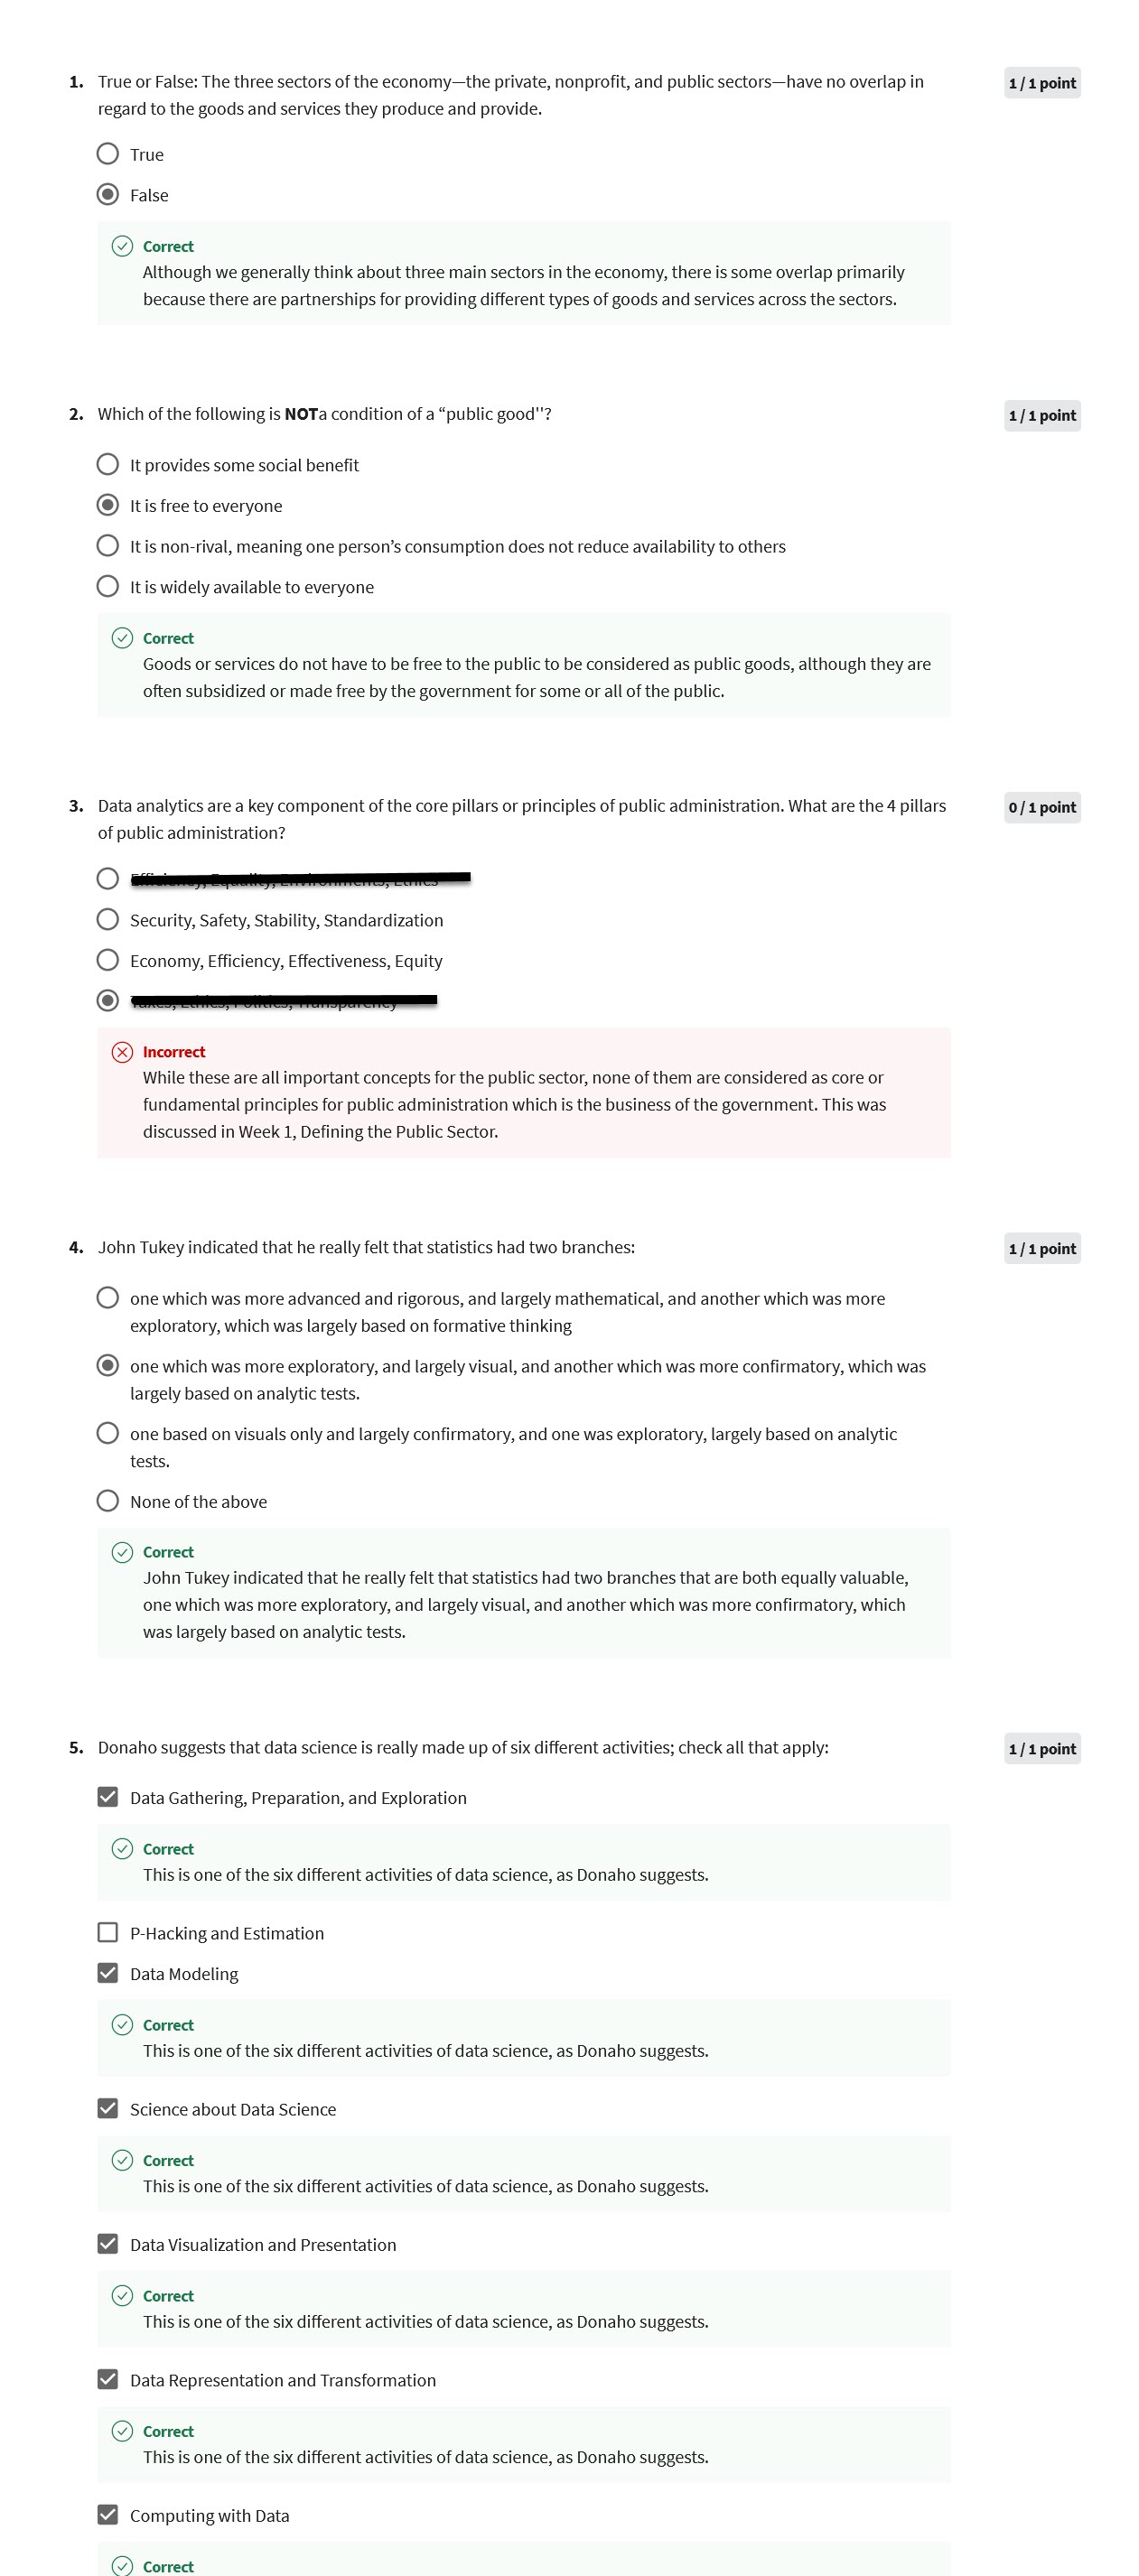 1. True or False: The three sectors of the economy—the private, nonprofit, and public sectors—have no overlap in
regard to the goods and services they produce and provide.
1 / 1 point
True
False
Correct
Although we generally think about three main sectors in the economy, there is some overlap primarily
because there are partnerships for providing different types of goods and services across the sectors.
2. Which of the following is NOTa condition of a “public good''?
1 / 1 point
It provides some social benefit
It is free to everyone
It is non-rival, meaning one person’s consumption does not reduce availability to others
It is widely available to everyone
Correct
Goods or services do not have to be free to the public to be considered as public goods, although they are
often subsidized or made free by the government for some or all of the public.
3. Data analytics are a key component of the core pillars or principles of public administration. What are the 4 pillars
of public administration?
0 / 1 point
Security, Safety, Stability, Standardization
Economy, Efficiency, Effectiveness, Equity
Incorrect
While these are all important concepts for the public sector, none of them are considered as core or
fundamental principles for public administration which is the business of the government. This was
discussed in Week 1, Defining the Public Sector.
4. John Tukey indicated that he really felt that statistics had two branches:
1 / 1 point
one which was more advanced and rigorous, and largely mathematical, and another which was more
exploratory, which was largely based on formative thinking
one which was more exploratory, and largely visual, and another which was more confirmatory, which was
largely based on analytic tests.
one based on visuals only and largely confirmatory, and one was exploratory, largely based on analytic
tests.
None of the above
Correct
John Tukey indicated that he really felt that statistics had two branches that are both equally valuable,
one which was more exploratory, and largely visual, and another which was more confirmatory, which
was largely based on analytic tests.
5. Donaho suggests that data science is really made up of six different activities; check all that apply:
1 / 1 point
Data Gathering, Preparation, and Exploration
Correct
This is one of the six different activities of data science, as Donaho suggests.
P-Hacking and Estimation
Data Modeling
Correct
This is one of the six different activities of data science, as Donaho suggests.
Science about Data Science
Correct
This is one of the six different activities of data science, as Donaho suggests.
Data Visualization and Presentation
Correct
This is one of the six different activities of data science, as Donaho suggests.
Data Representation and Transformation
Correct
This is one of the six different activities of data science, as Donaho suggests.
Computing with Data
Correct